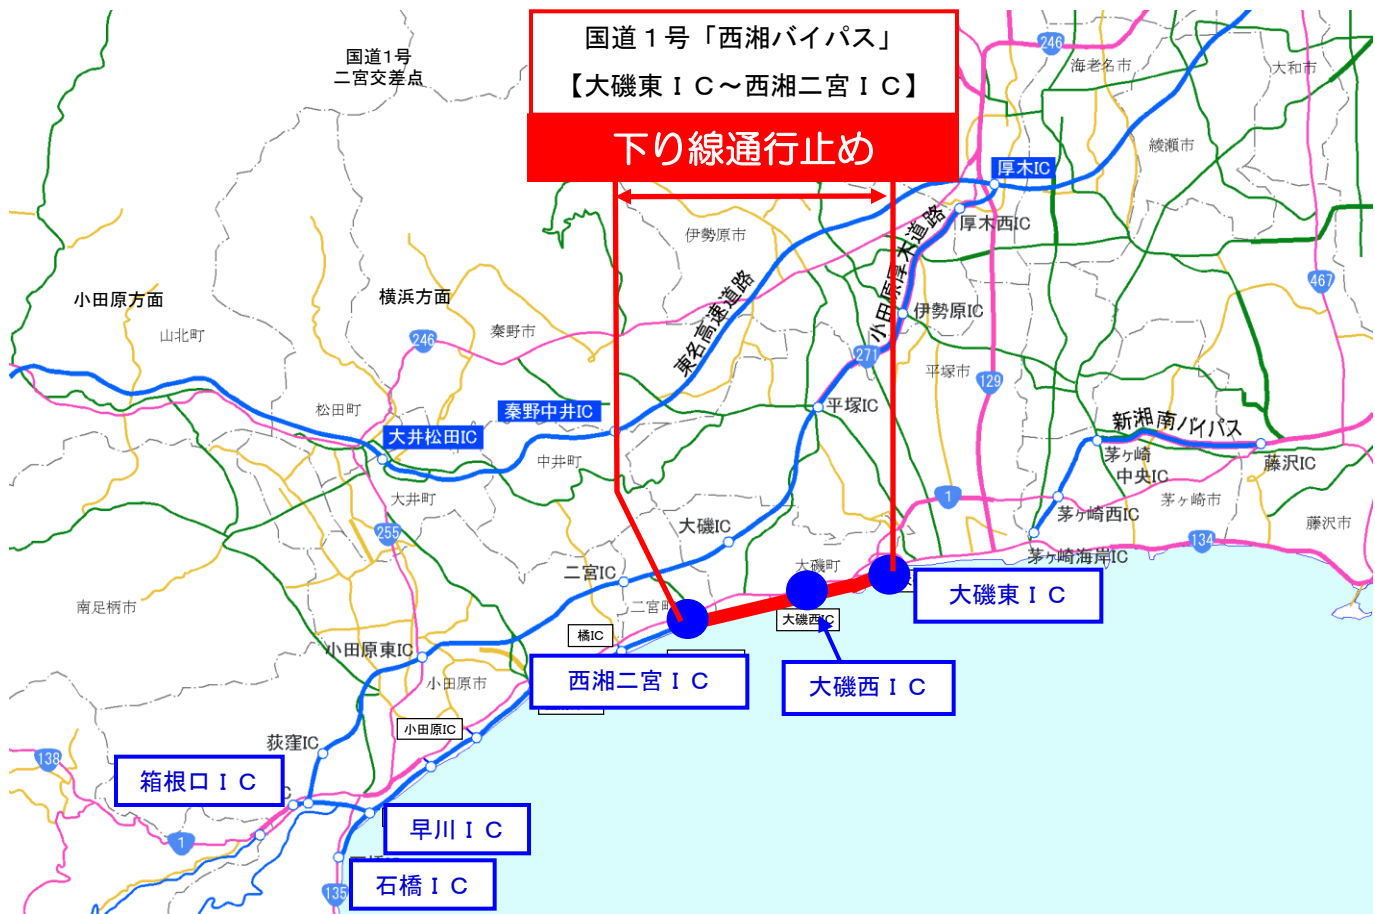 国道１号「西湘バイパス」
【大磯東ＩＣ～西湘二宮ＩＣ】
下り線通行止め
国道1号
二宮交差点
246
海老名市
大和市
綾瀬市
厚木IC
厚木西IC
伊勢原市
小田原厚木道路
467
小田原方面
横浜方面
東名高速道路
伊勢原IC
山北町
246
秦野市
271
平塚市
129
松田町
秦野中井IC
平塚IC
新湘南バイパス
大井松田IC
中井町
茅ヶ崎
中央IC
藤沢IC
大井町
1
茅ヶ崎西IC
茅ヶ崎市
藤沢市
255
大磯IC
134
茅ヶ崎海岸IC
二宮IC
大磯町
大磯東ＩＣ
南足柄市
二宮町
大磯西IC
橘IC
小田原東IC
西湘二宮ＩＣ
大磯西ＩＣ
小田原市
小田原IC
荻窪IC
138
箱根口ＩＣ
早川ＩＣ
1
石橋ＩＣ
135